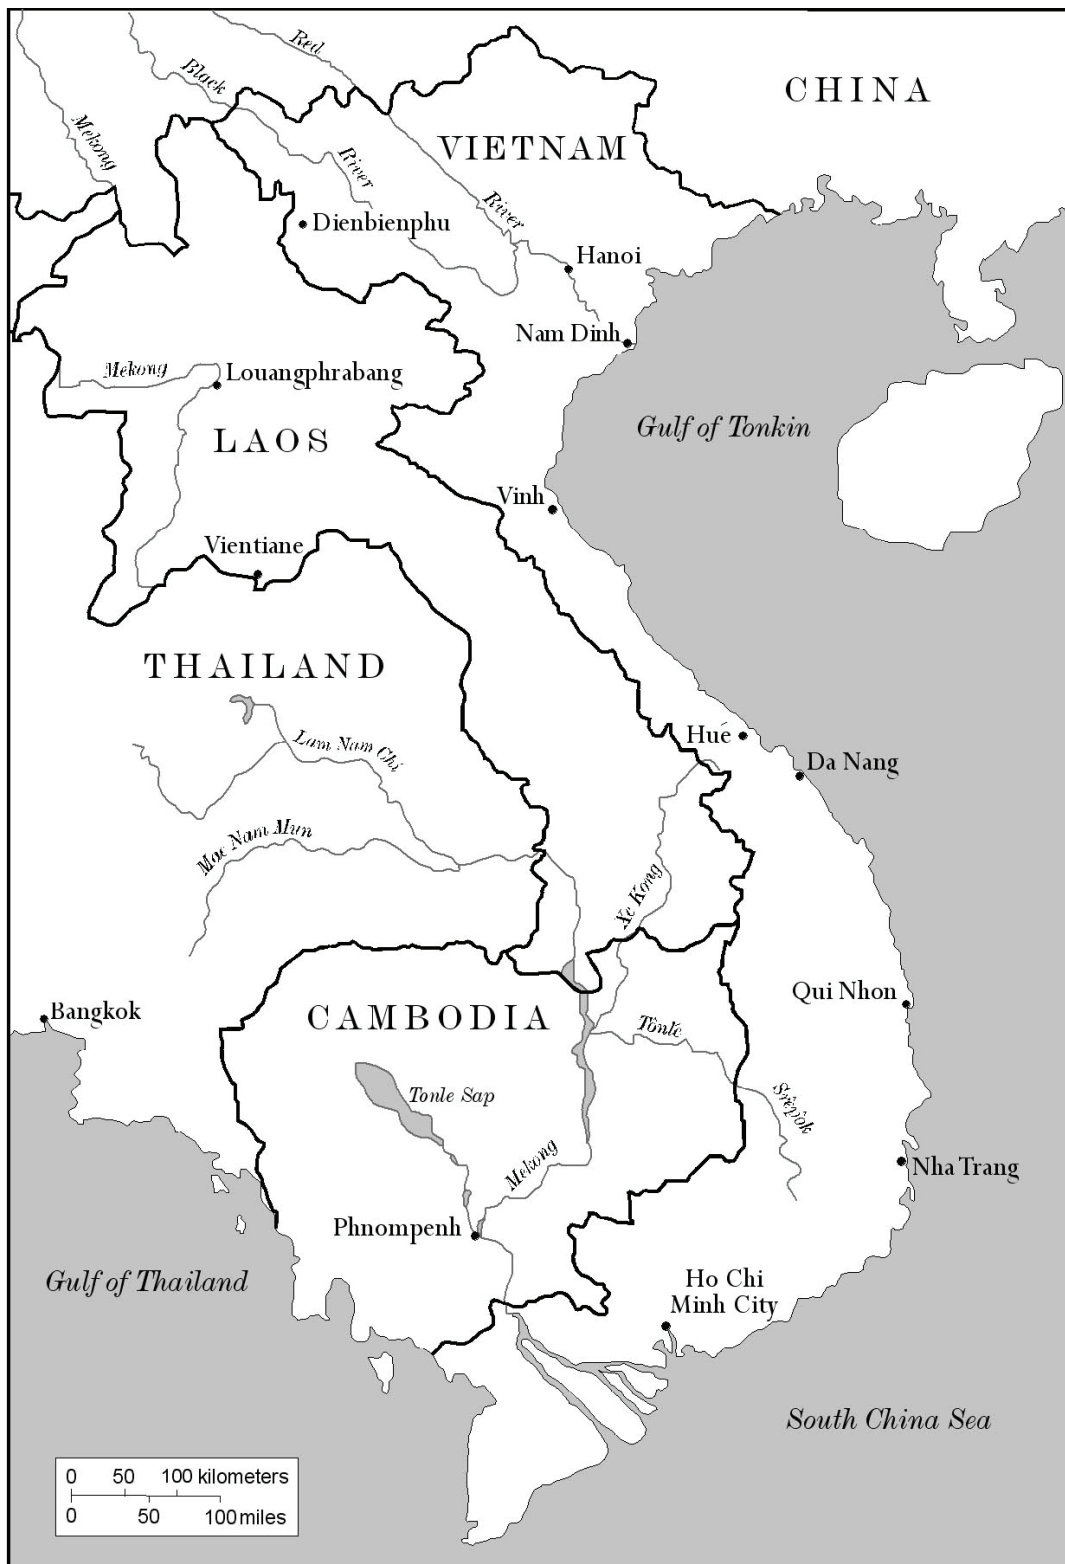 Red
CHINA
Black
Mekong
VIETNAM
River
River
Dienbienphu
Hanoi
Nam Dinh
Mekong
Louangphrabang
Gulf of Tonkin
LAOS
Vinh
Vientiane
THAILAND
Hué
Lam Nam Chi
Da Nang
Mae Nam Mun
Xe Kong
Qui Nhon
Bangkok
CAMBODIA
Tônlé
Tonle Sap
Srêpôk
Mekong
Nha Trang
Phnompenh
Gulf of Thailand
Ho Chi
Minh City
South China Sea
0 50 100 kilometers
0 50 100 miles